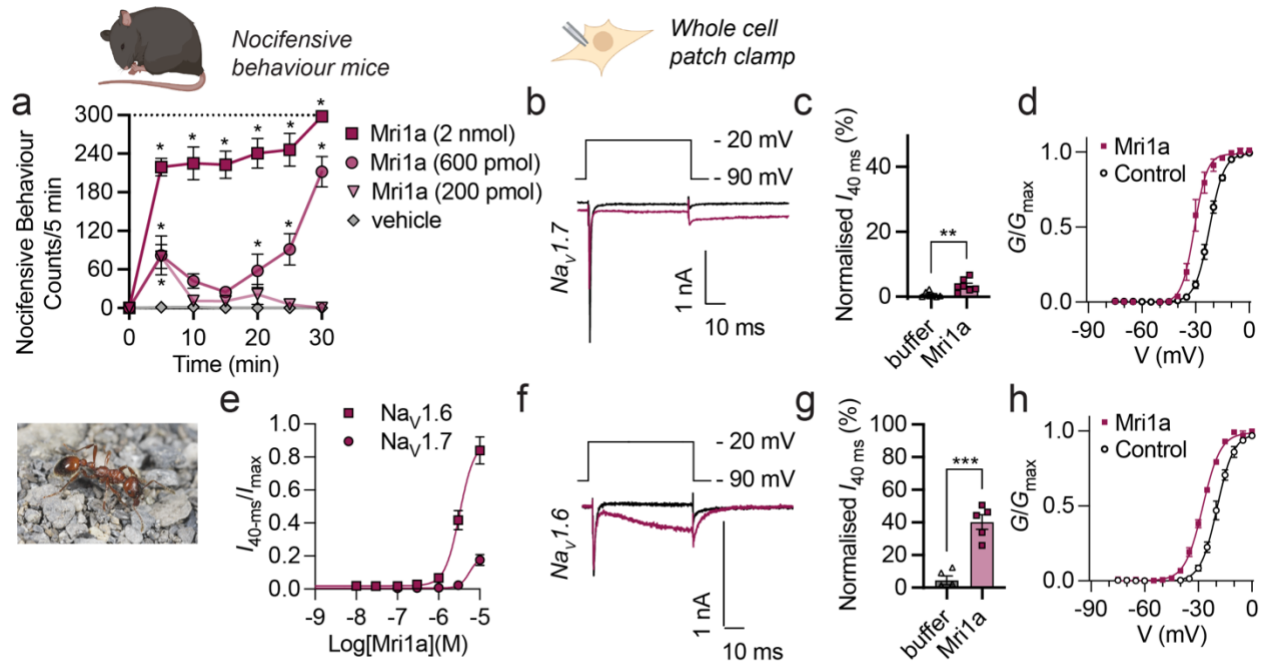 Nocifensive
behaviour mice
Whole cell
patch clamp
a
Nocifensive Behaviour
Counts/5 min
300
240
180
120
60
0
* * * * * * *
* * * *
*
Mri1a (2 nmol)
Mri1a (600 pmol)
Mri1a (200 pmol)
vehicle
0 10 20 30
Time (min)
b
- 20 mV
- 90 mV
NaV1.7
1 nA
10 ms
c
Normalised I40 ms (%)
40
20
0
**
buffer
Mri1a
d
G/Gmax
1.0
0.5
0.0
Mri1a
Control
-90 -60 -30 0
V (mV)
e
I40-ms/Imax
1.0
0.8
0.6
0.4
0.2
0.0
NaV1.6
NaV1.7
-9 -8 -7 -6 -5
Log[Mri1a](M)
f
- 20 mV
- 90 mV
NaV1.6
1 nA
10 ms
g
Normalised I40 ms (%)
100
80
60
40
20
0
***
buffer
Mri1a
h
G/Gmax
1.0
0.5
0.0
Mri1a
Control
-90 -60 -30 0
V (mV)